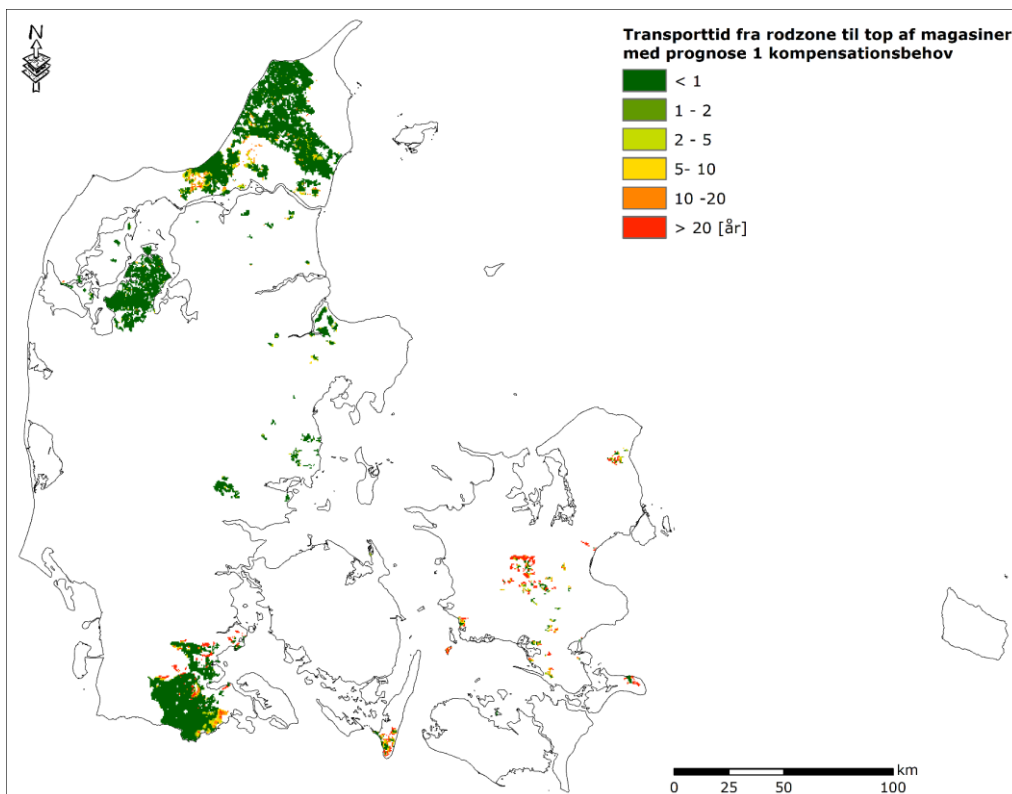 N
Transporttid fra rodzone til top af magasiner
med prognose 1 kompensationsbehov
< 1
1 - 2
2 - 5
5- 10
10 -20
> 20 [år]
km
0 25 50 100